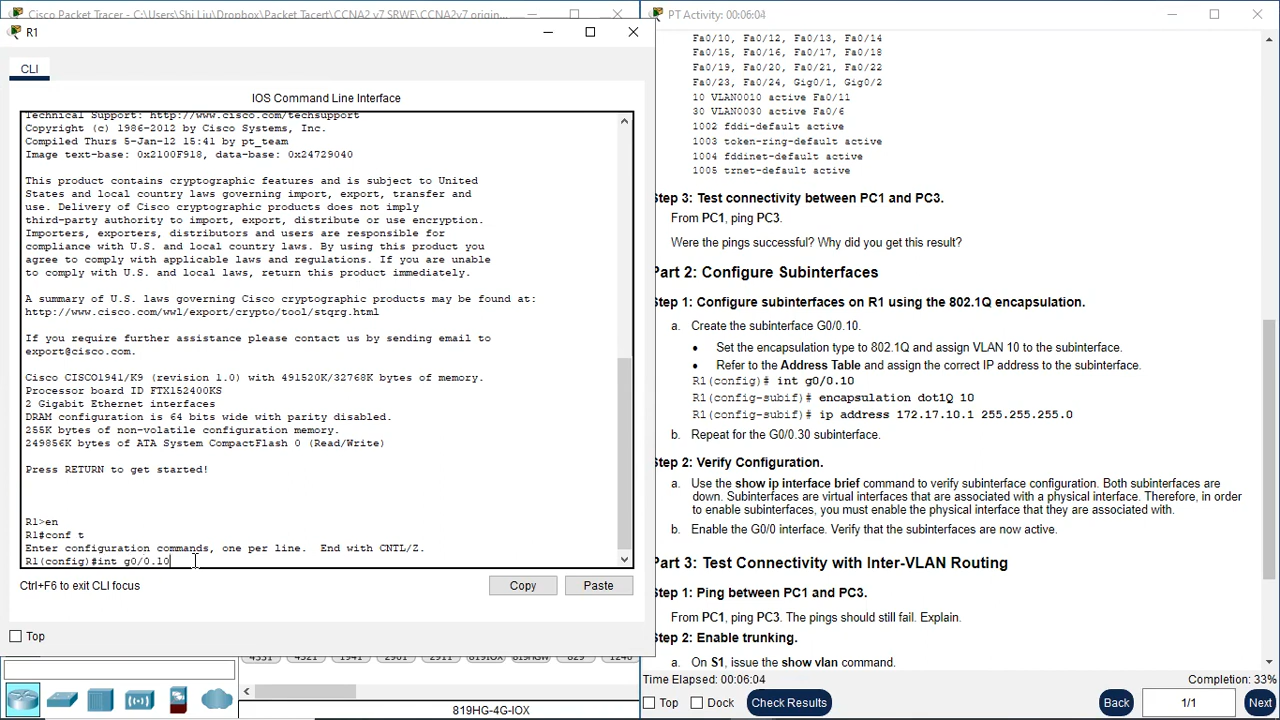 Cisco Packet Tracer - C:\Users\Shi Liu\Dropbox\Packet Tacert\CCNA2 v7 SRWE\CCNA2v7 origin...
R1
CLI
IOS Command Line Interface
Technical Support: http://www.cisco.com/techsupport
Copyright (c) 1986-2012 by Cisco Systems, Inc.
Compiled Thurs 5-Jan-12 15:41 by pt_team
Image text-base: 0x2100F918, data-base: 0x24729040
This product contains cryptographic features and is subject to United
States and local country laws governing import, export, transfer and
use. Delivery of Cisco cryptographic products does not imply
third-party authority to import, export, distribute or use encryption.
Importers, exporters, distributors and users are responsible for
compliance with U.S. and local country laws. By using this product you
agree to comply with applicable laws and regulations. If you are unable
to comply with U.S. and local laws, return this product immediately.
A summary of U.S. laws governing Cisco cryptographic products may be found at:
http://www.cisco.com/wwl/export/crypto/tool/stqrg.html
If you require further assistance please contact us by sending email to
export@cisco.com.
Cisco CISCO1941/K9 (revision 1.0) with 491520K/32768K bytes of memory.
Processor board ID FTX152400KS
2 Gigabit Ethernet interfaces
DRAM configuration is 64 bits wide with parity disabled.
255K bytes of non-volatile configuration memory.
249856K bytes of ATA System CompactFlash 0 (Read/Write)
Press RETURN to get started!
R1>en
R1#conf t
Enter configuration commands, one per line.  End with CNTL/Z.
R1(config)#int g0/0.10
Ctrl+F6 to exit CLI focus
Copy
Paste
Top
4331 4321 1941 2901 2911 819IOX 819HGW 829 1240
819HG-4G-IOX
PT Activity: 00:06:04
Fa0/10, Fa0/12, Fa0/13, Fa0/14
Fa0/15, Fa0/16, Fa0/17, Fa0/18
Fa0/19, Fa0/20, Fa0/21, Fa0/22
Fa0/23, Fa0/24, Gig0/1, Gig0/2
10 VLAN0010 active Fa0/11
30 VLAN0030 active Fa0/6
1002 fddi-default active
1003 token-ring-default active
1004 fddinet-default active
1005 trnet-default active
Step 3: Test connectivity between PC1 and PC3.
From PC1, ping PC3.
Were the pings successful? Why did you get this result?
Part 2: Configure Subinterfaces
Step 1: Configure subinterfaces on R1 using the 802.1Q encapsulation.
a. Create the subinterface G0/0.10.
• Set the encapsulation type to 802.1Q and assign VLAN 10 to the subinterface.
• Refer to the Address Table and assign the correct IP address to the subinterface.
R1(config)# int g0/0.10
R1(config-subif)# encapsulation dot1Q 10
R1(config-subif)# ip address 172.17.10.1 255.255.255.0
b. Repeat for the G0/0.30 subinterface.
Step 2: Verify Configuration.
a. Use the show ip interface brief command to verify subinterface configuration. Both subinterfaces are
down. Subinterfaces are virtual interfaces that are associated with a physical interface. Therefore, in order
to enable subinterfaces, you must enable the physical interface that they are associated with.
b. Enable the G0/0 interface. Verify that the subinterfaces are now active.
Part 3: Test Connectivity with Inter-VLAN Routing
Step 1: Ping between PC1 and PC3.
From PC1, ping PC3. The pings should still fail. Explain.
Step 2: Enable trunking.
a. On S1, issue the show vlan command.
Time Elapsed: 00:06:04
Completion: 33%
Top
Dock
Check Results
Back
1/1
Next